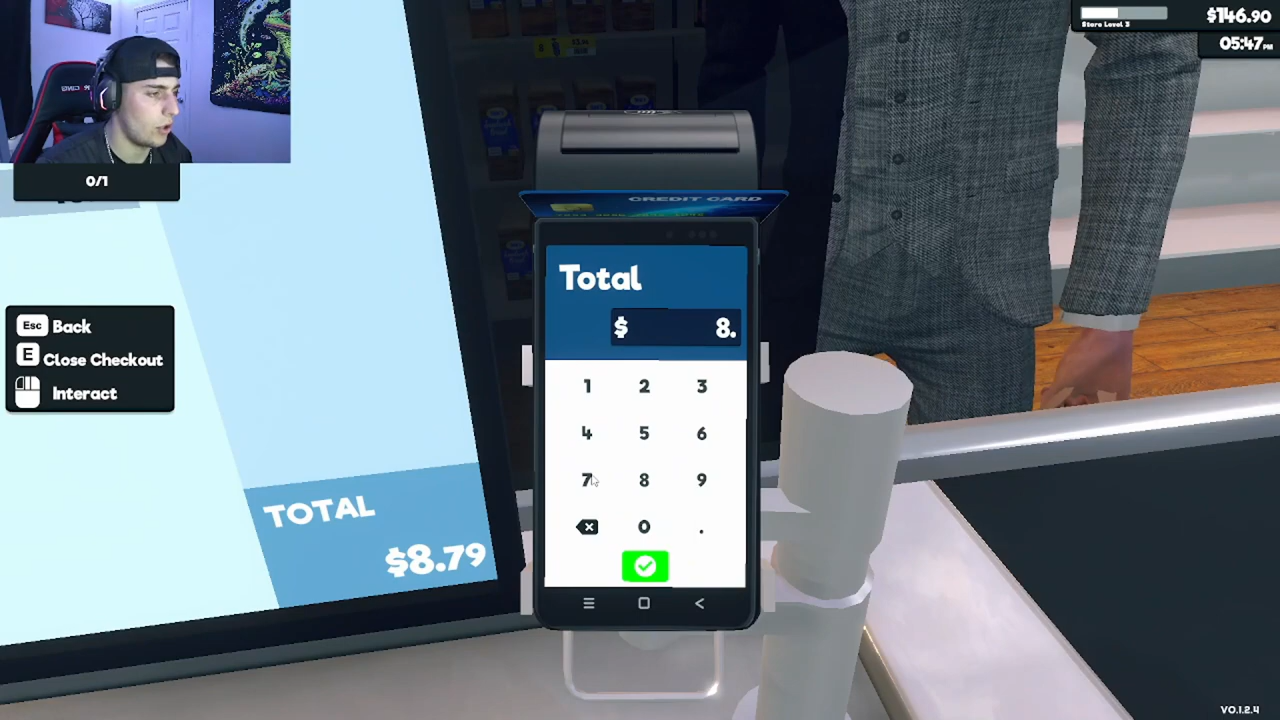 Store Level 3
$146.90
05:47PM
0/1
CREDIT CARD
Total
$ 8.
Esc Back
E Close Checkout
Interact
1 2 3
4 5 6
7 8 9
0 .
TOTAL
$8.79
V0.1.2.4